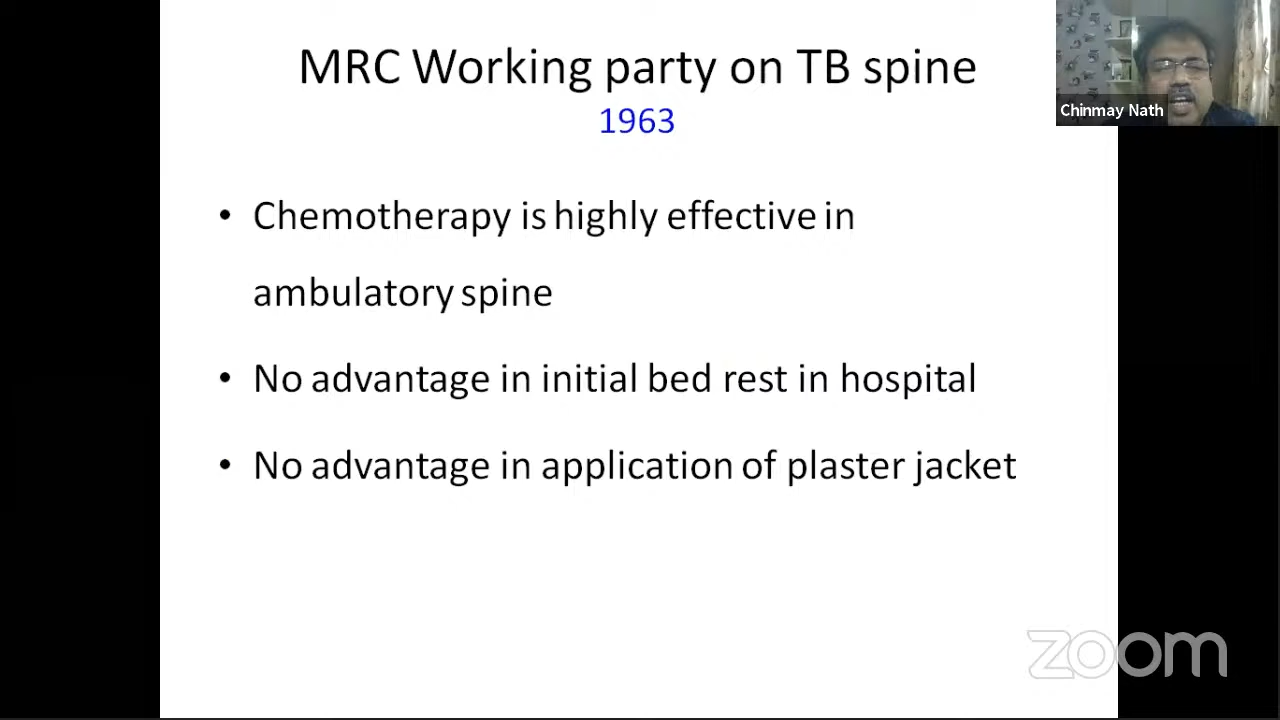 MRC Working party on TB spine
1963
Chinmay Nath
• Chemotherapy is highly effective in
ambulatory spine
• No advantage in initial bed rest in hospital
• No advantage in application of plaster jacket
zoom